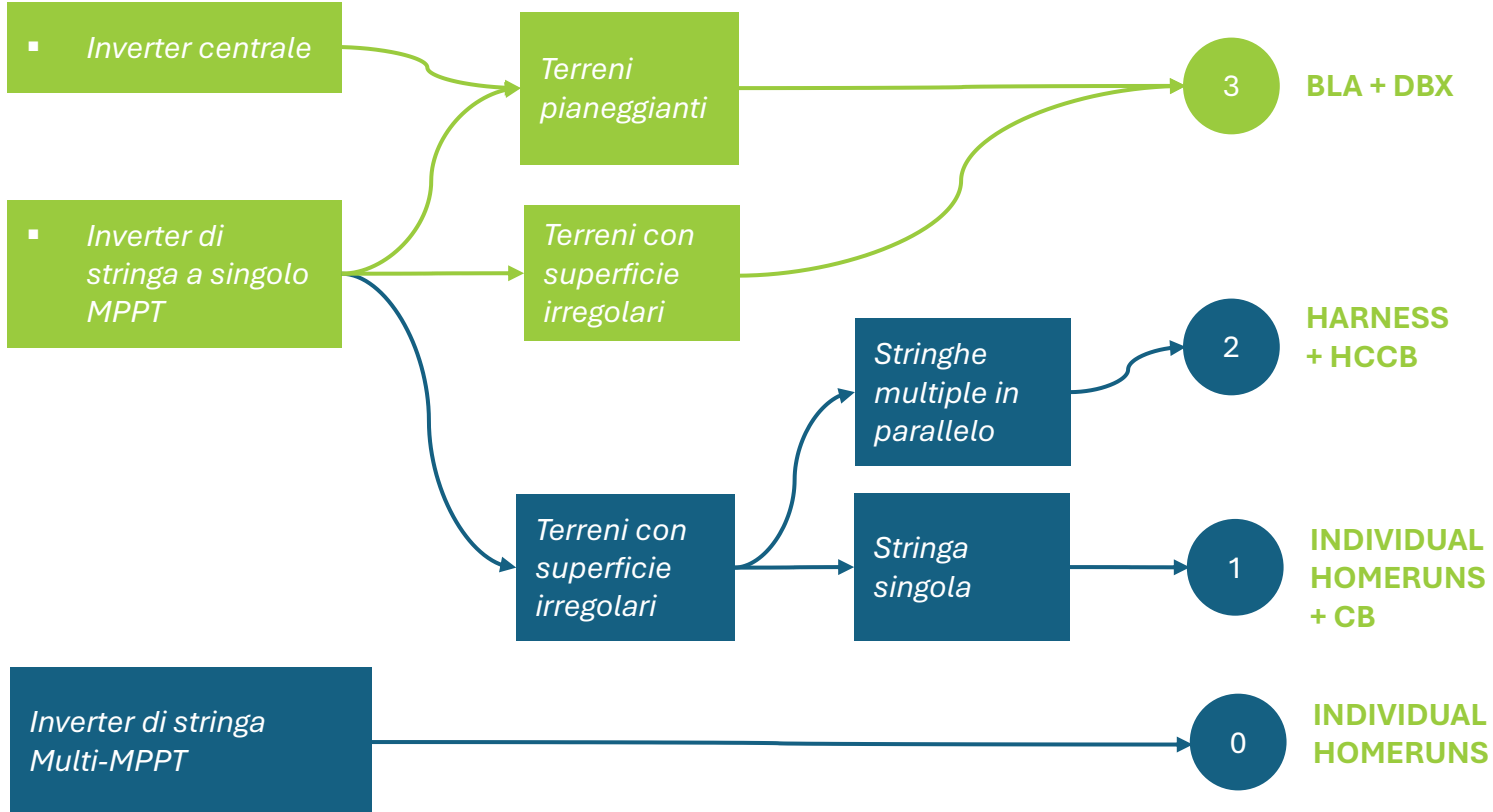 ▪ Inverter centrale
Terreni
pianeggianti
3
BLA + DBX
▪ Inverter di
stringa a singolo
MPPT
Terreni con
superficie
irregolari
Stringhe
multiple in
parallelo
2
HARNESS
+ HCCB
Terreni con
superficie
irregolari
Stringa
singola
1
INDIVIDUAL
HOMERUNS
+ CB
Inverter di stringa
Multi-MPPT
0
INDIVIDUAL
HOMERUNS